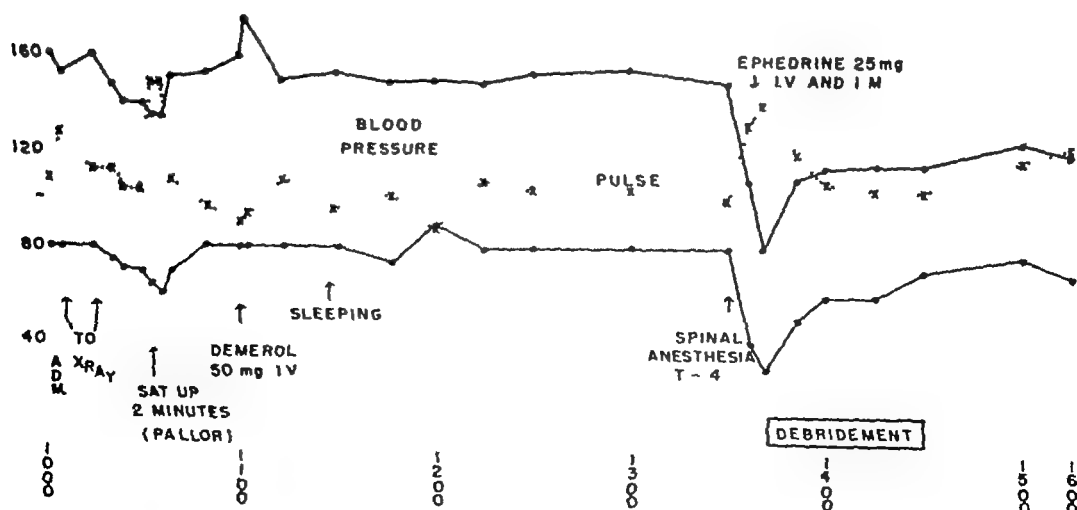 160
120
80
40
BLOOD
PRESSURE
PULSE
EPHEDRINE 25mg
↓ I.V AND I M
ADM.
TO
XRAY
SAT UP
2 MINUTES
(PALLOR)
DEMEROL
50 mg IV
SLEEPING
SPINAL
ANESTHESIA
T-4
DEBRIDEMENT
1000
1100
1200
1300
1400
1500
1600